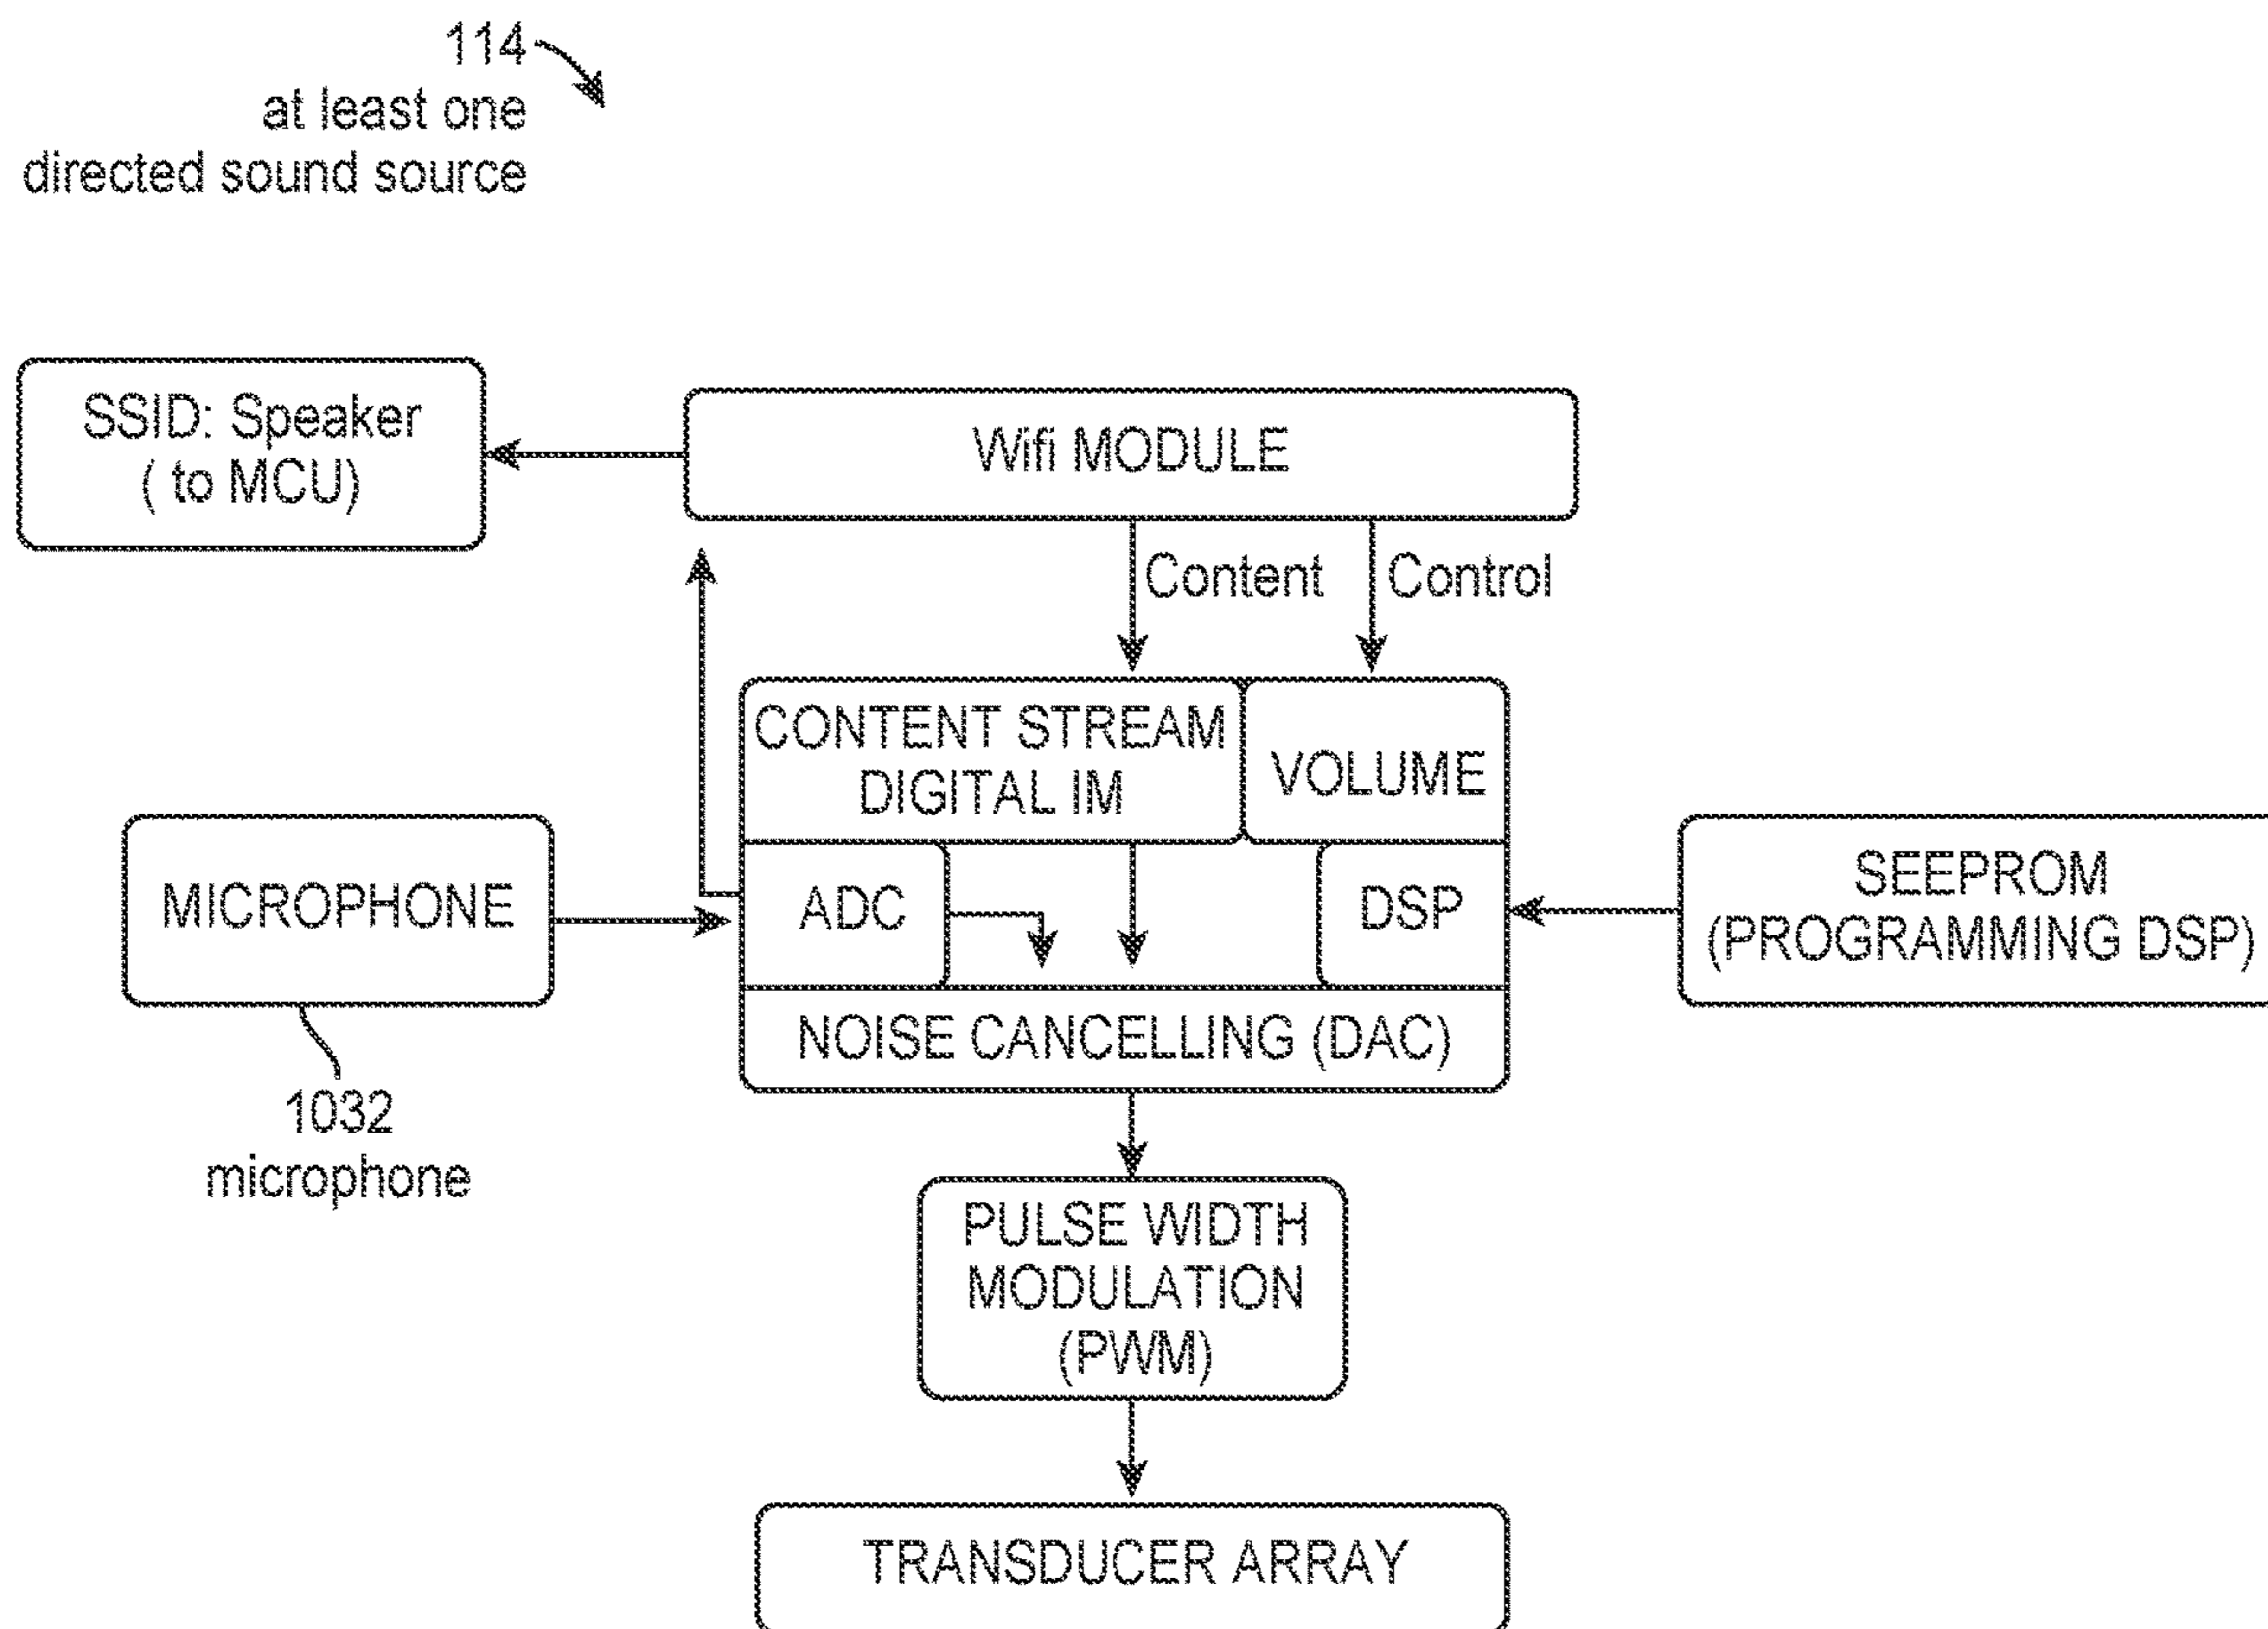 114
at least one
directed sound source
SSID: Speaker
( to MCU)
Wifi MODULE
Content
Control
CONTENT STREAM
DIGITAL IM
VOLUME
MICROPHONE
ADC
DSP
SEEPROM
(PROGRAMMING DSP)
NOISE CANCELLING (DAC)
1032
microphone
PULSE WIDTH
MODULATION
(PWM)
TRANSDUCER ARRAY